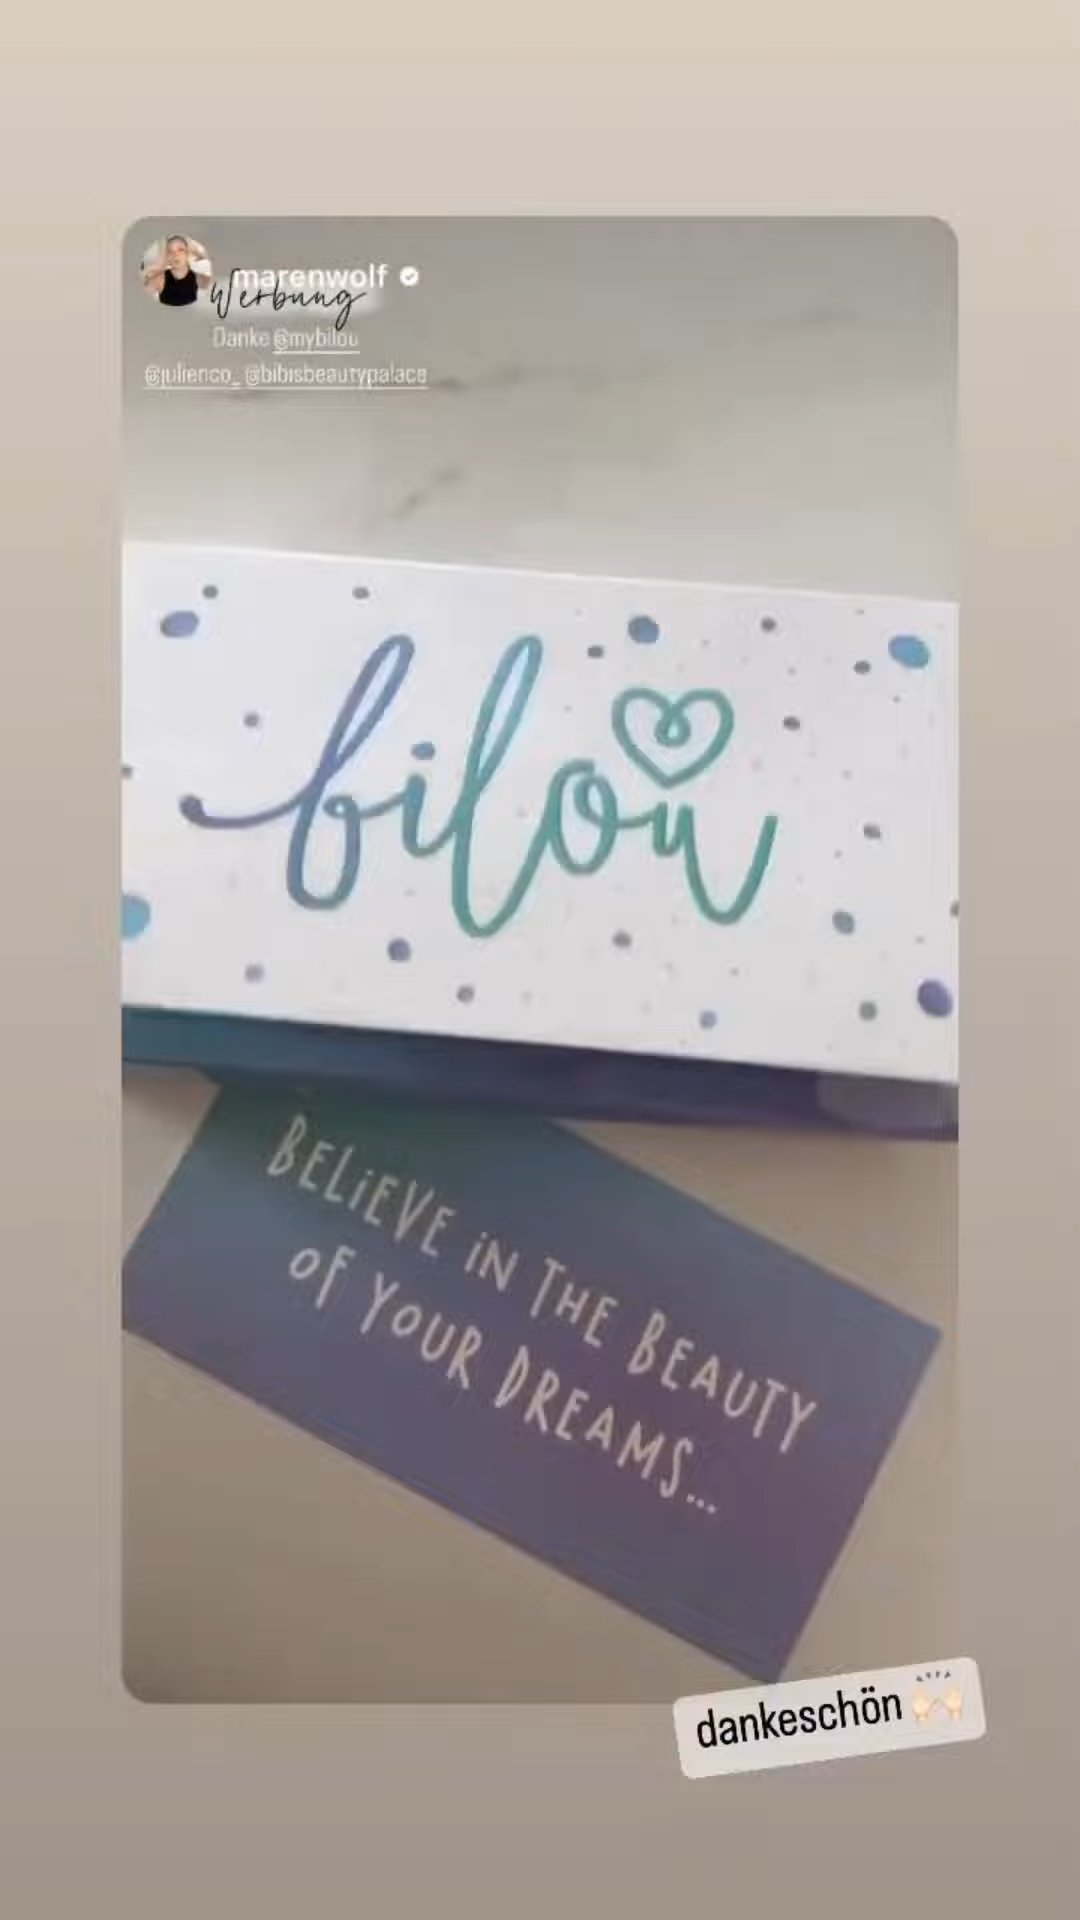 marenwolf
Werbung
Danke @mybilou
@julienco_ @bibisbeautypalace
bilou
BELiEVE iN THE BEAUTY
OF YOUR DREAMS...
dankeschön 🙌🏻